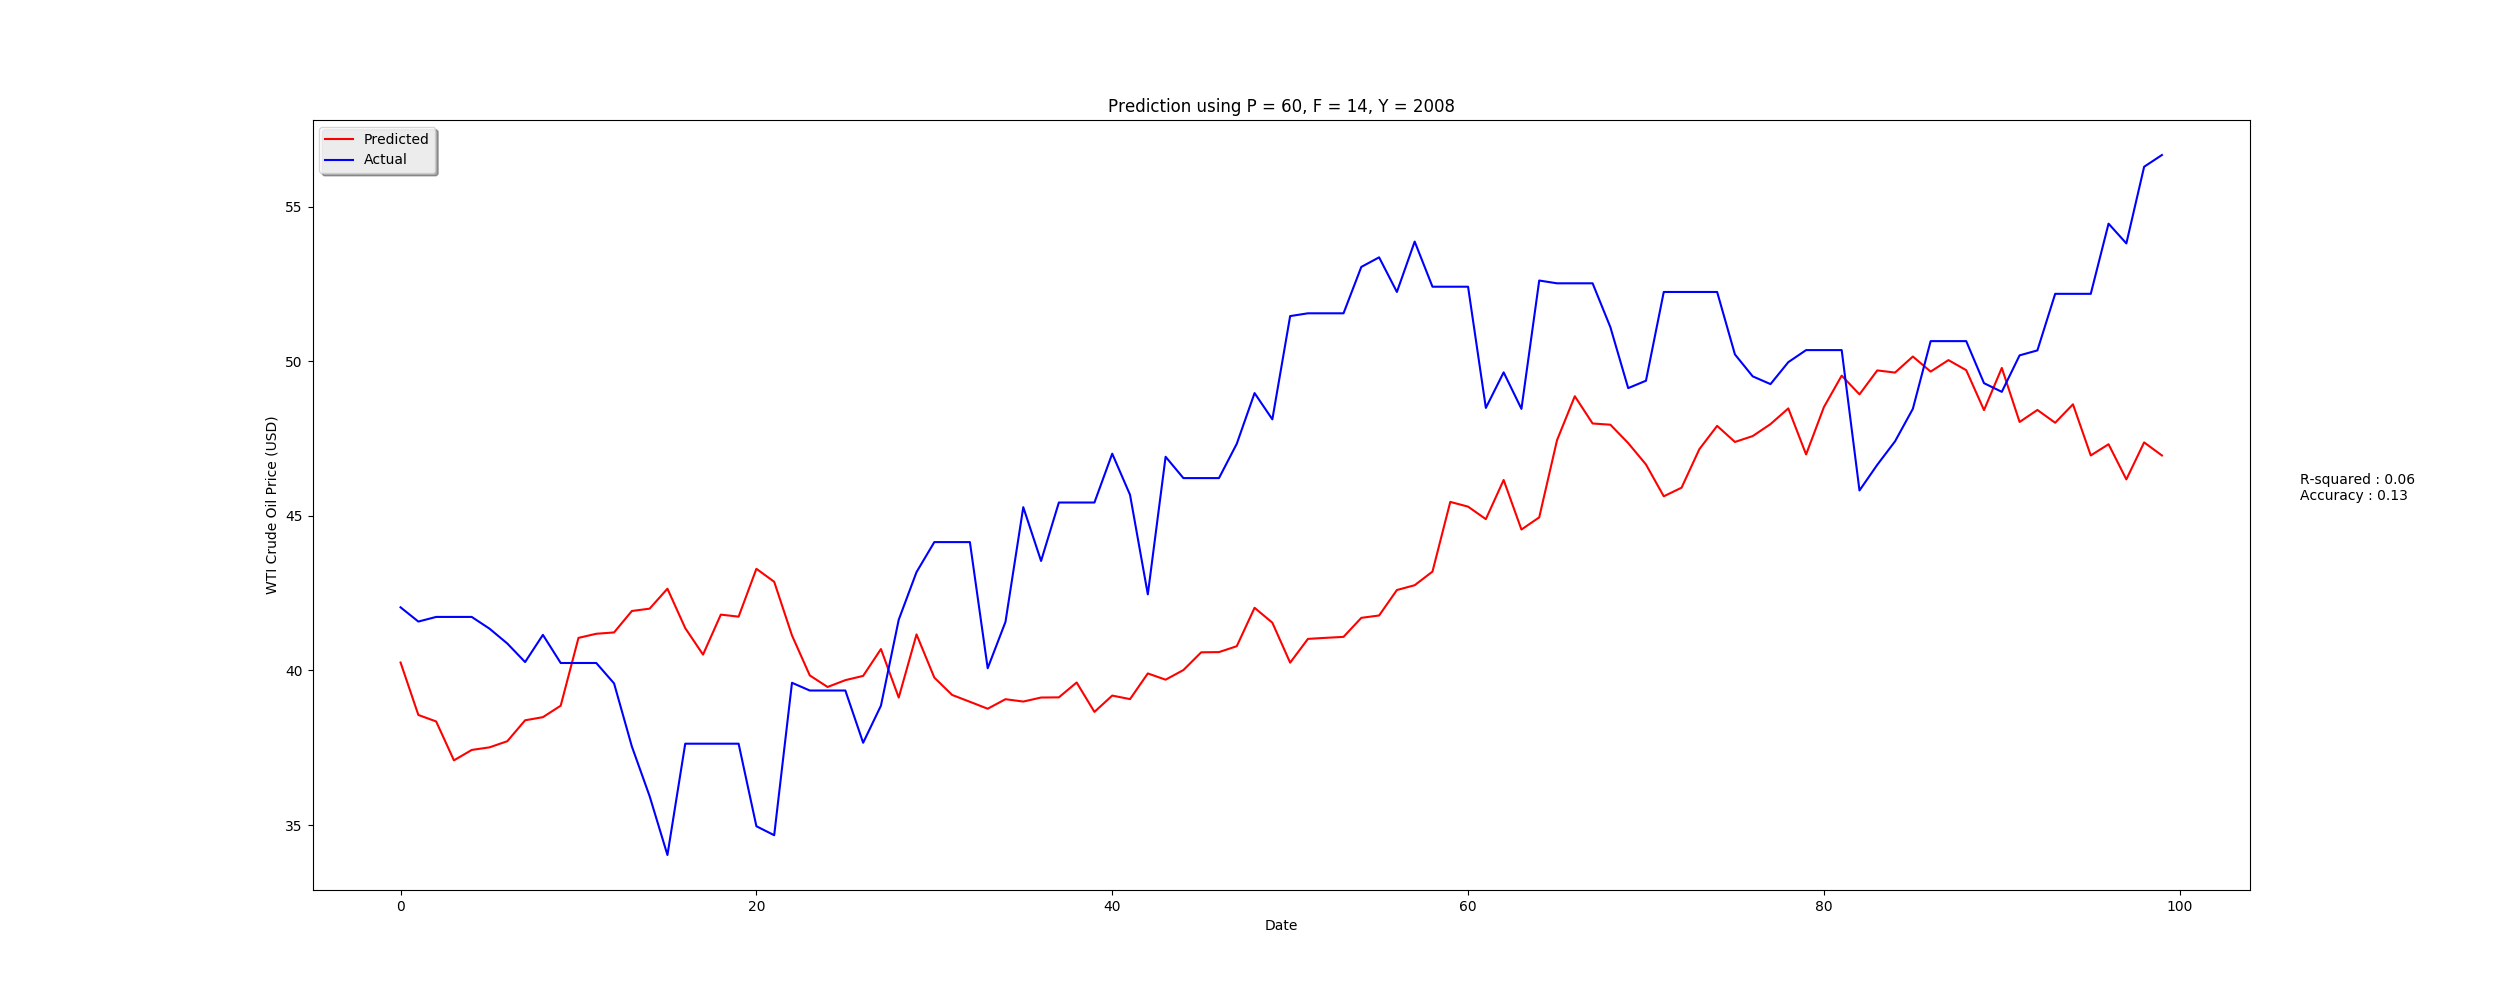 Prediction using P = 60, F = 14, Y = 2008
Predicted
Actual
55
50
45
40
35
WTI Crude Oil Price (USD)
0 20 40 60 80 100
Date
R-squared : 0.06
Accuracy : 0.13